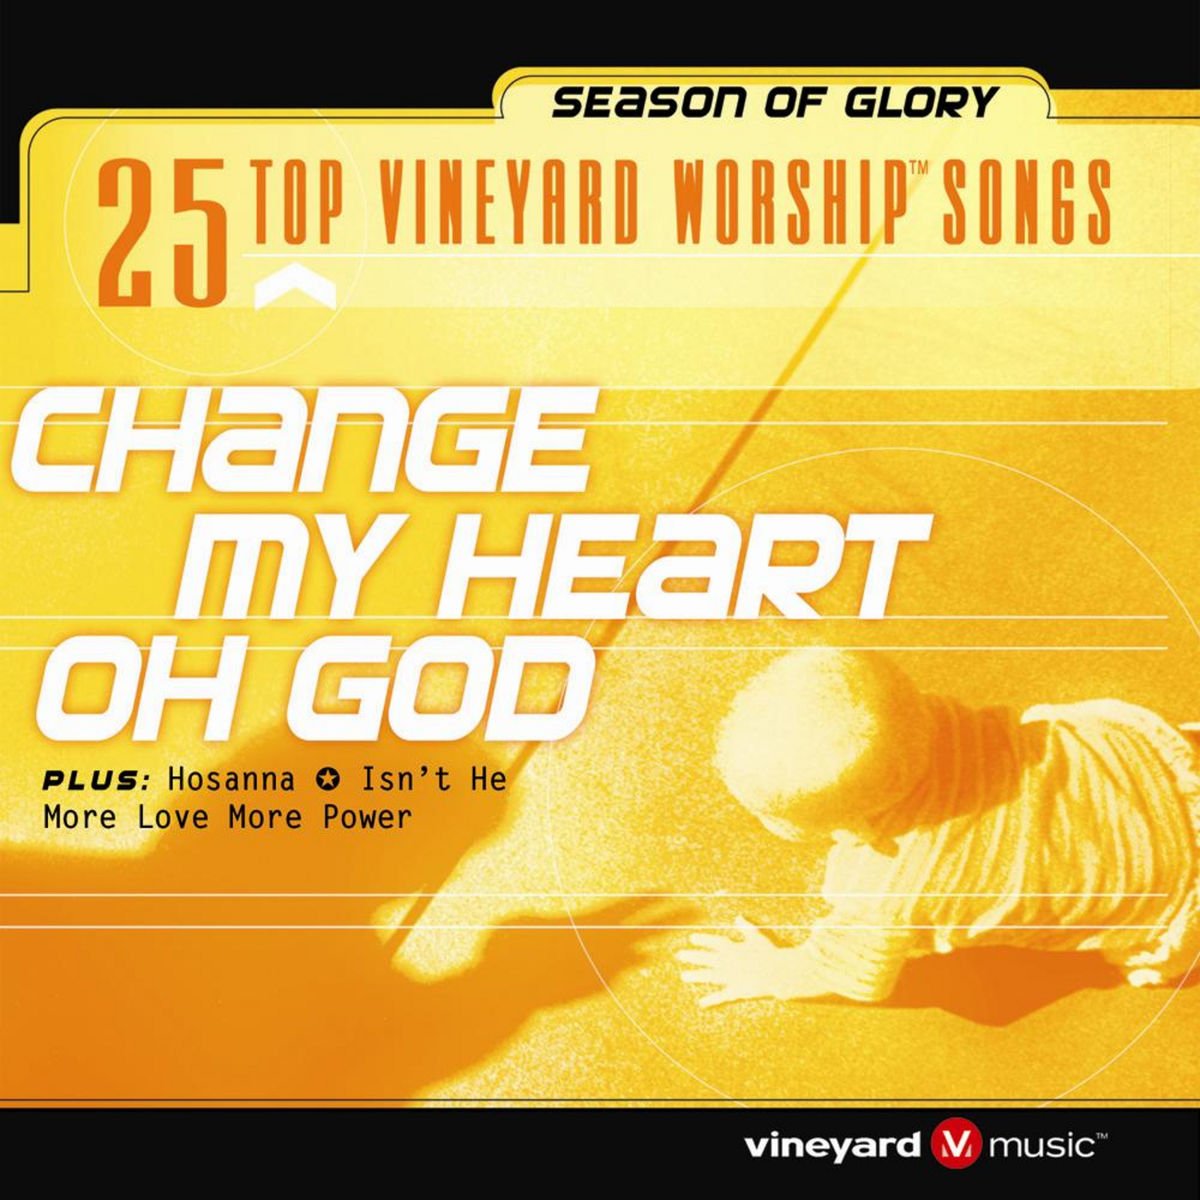 SEASON OF GLORY
25 TOP VINEYARD WORSHIP™ SONGS
CHANGE
MY HEART
OH GOD
PLUS: Hosanna ✪ Isn't He
More Love More Power
vineyard V music™